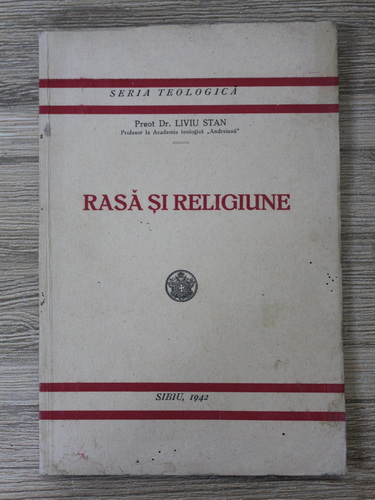 SERIA TEOLOGICĂ
Preot Dr. LIVIU STAN
Profesor la Academia teologică „Andreiană”
RASĂ ȘI RELIGIUNE
SIBIU, 1942